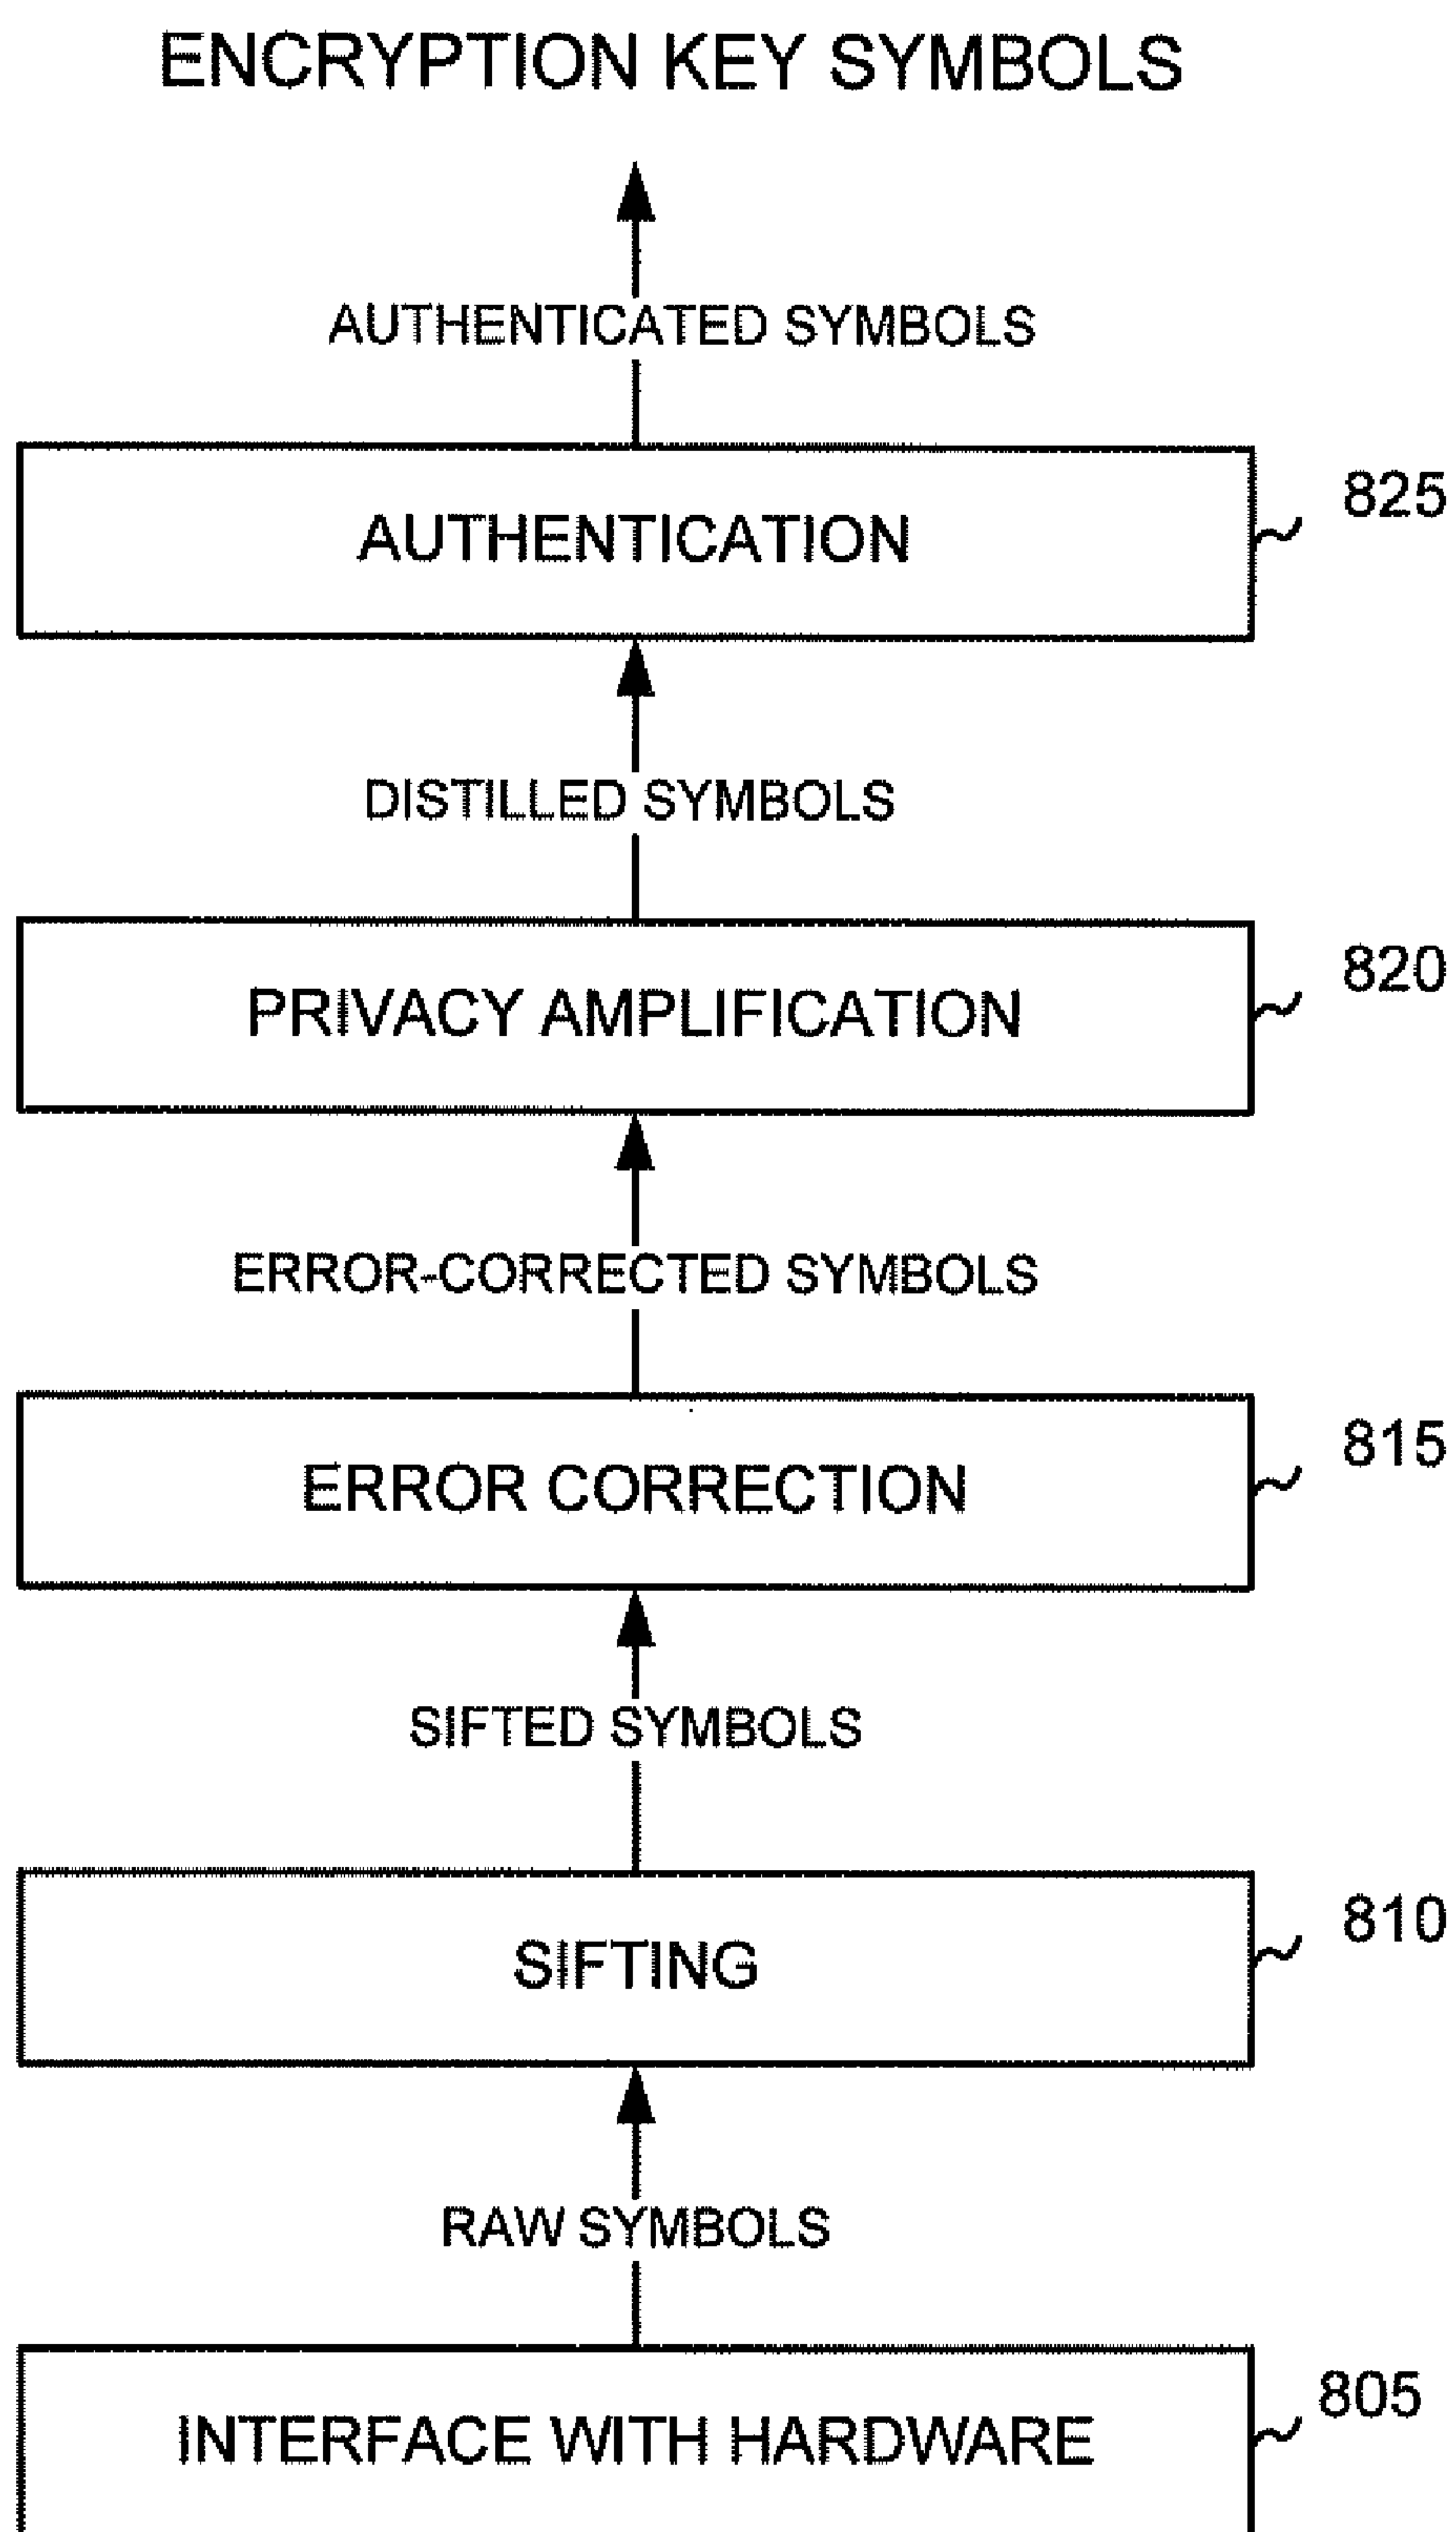 ENCRYPTION KEY SYMBOLS
AUTHENTICATED SYMBOLS
AUTHENTICATION
825
DISTILLED SYMBOLS
PRIVACY AMPLIFICATION
820
ERROR-CORRECTED SYMBOLS
ERROR CORRECTION
815
SIFTED SYMBOLS
SIFTING
810
RAW SYMBOLS
INTERFACE WITH HARDWARE
805